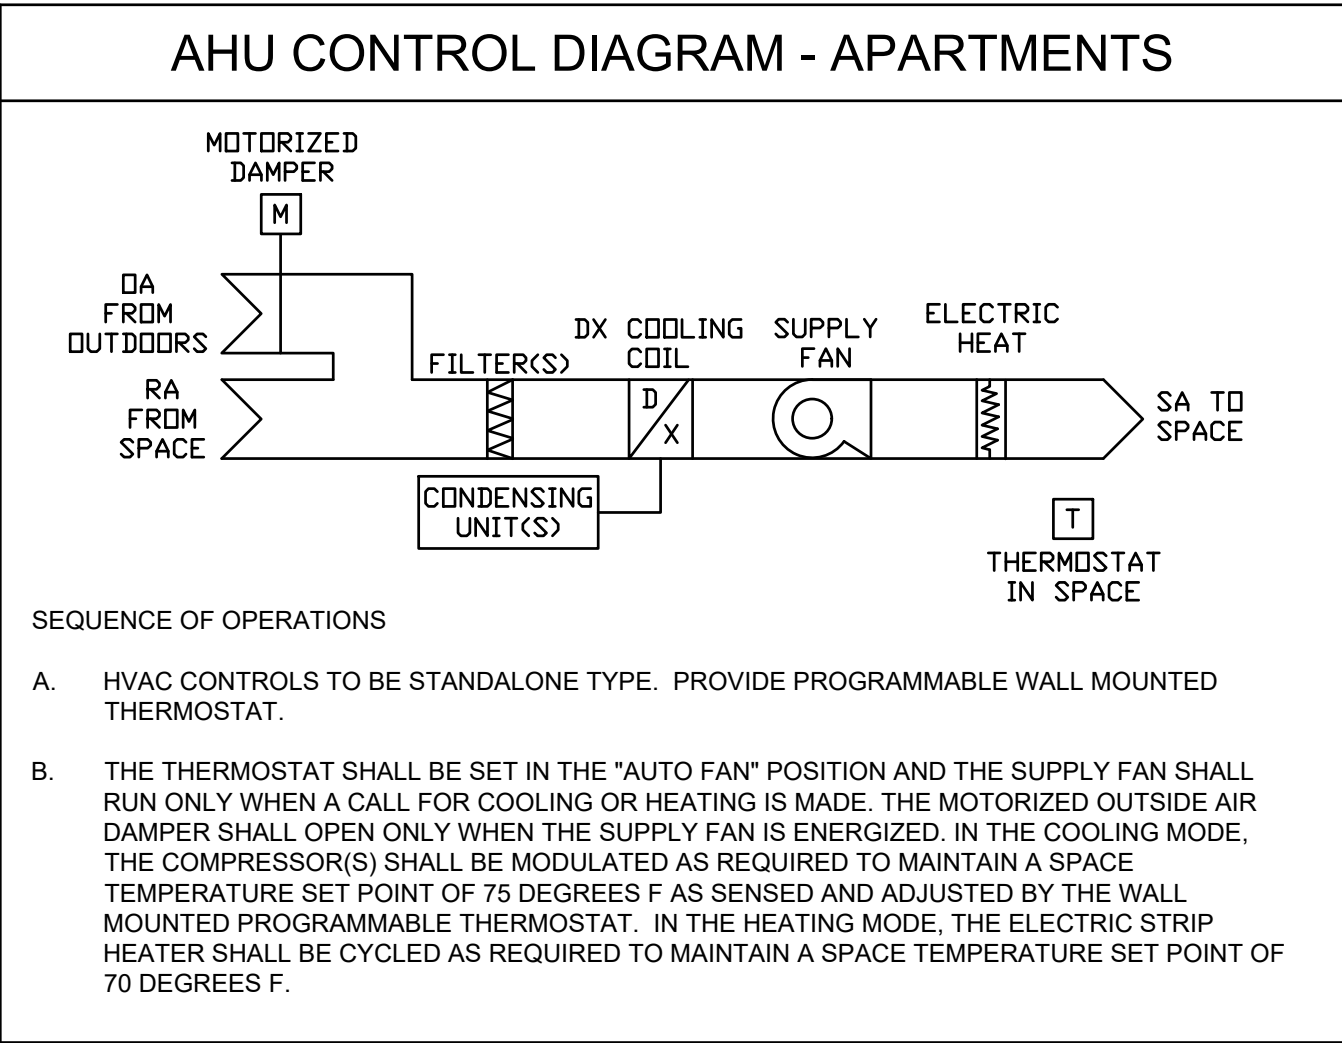 AHU CONTROL DIAGRAM - APARTMENTS
MOTORIZED
DAMPER
M
OA
FROM
OUTDOORS
RA
FROM
SPACE
FILTER(S)
DX COOLING
COIL
D
X
SUPPLY
FAN
ELECTRIC
HEAT
SA TO
SPACE
CONDENSING
UNIT(S)
T
THERMOSTAT
IN SPACE
SEQUENCE OF OPERATIONS
A. HVAC CONTROLS TO BE STANDALONE TYPE. PROVIDE PROGRAMMABLE WALL MOUNTED
THERMOSTAT.
B. THE THERMOSTAT SHALL BE SET IN THE "AUTO FAN" POSITION AND THE SUPPLY FAN SHALL
RUN ONLY WHEN A CALL FOR COOLING OR HEATING IS MADE. THE MOTORIZED OUTSIDE AIR
DAMPER SHALL OPEN ONLY WHEN THE SUPPLY FAN IS ENERGIZED. IN THE COOLING MODE,
THE COMPRESSOR(S) SHALL BE MODULATED AS REQUIRED TO MAINTAIN A SPACE
TEMPERATURE SET POINT OF 75 DEGREES F AS SENSED AND ADJUSTED BY THE WALL
MOUNTED PROGRAMMABLE THERMOSTAT. IN THE HEATING MODE, THE ELECTRIC STRIP
HEATER SHALL BE CYCLED AS REQUIRED TO MAINTAIN A SPACE TEMPERATURE SET POINT OF
70 DEGREES F.